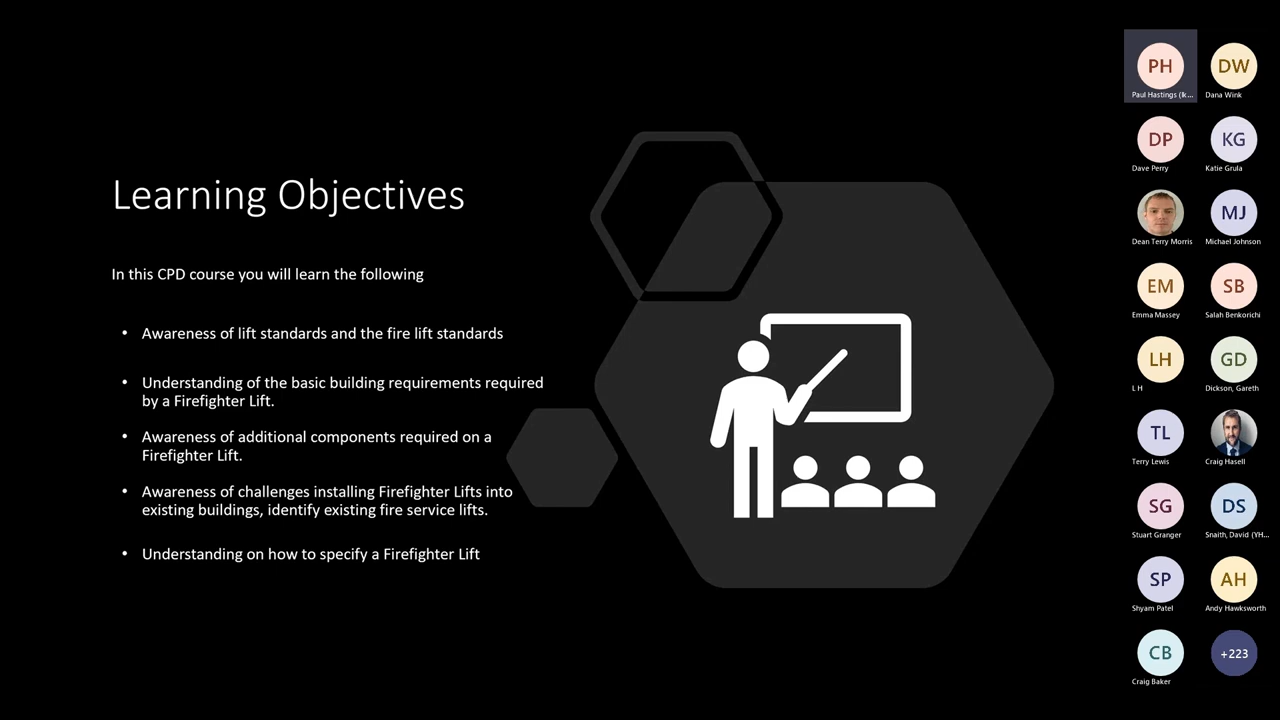 Learning Objectives
In this CPD course you will learn the following
• Awareness of lift standards and the fire lift standards
• Understanding of the basic building requirements required
by a Firefighter Lift.
• Awareness of additional components required on a
Firefighter Lift.
• Awareness of challenges installing Firefighter Lifts into
existing buildings, identify existing fire service lifts.
• Understanding on how to specify a Firefighter Lift
PH
Paul Hastings (Ik...
DW
Dana Wink
DP
Dave Perry
KG
Katie Grula
Dean Terry Morris
MJ
Michael Johnson
EM
Emma Massey
SB
Salah Benkorichi
LH
L H
GD
Dickson, Gareth
TL
Terry Lewis
Craig Hasell
SG
Stuart Granger
DS
Snaith, David (YH...
SP
Shyam Patel
AH
Andy Hawksworth
CB
Craig Baker
+223